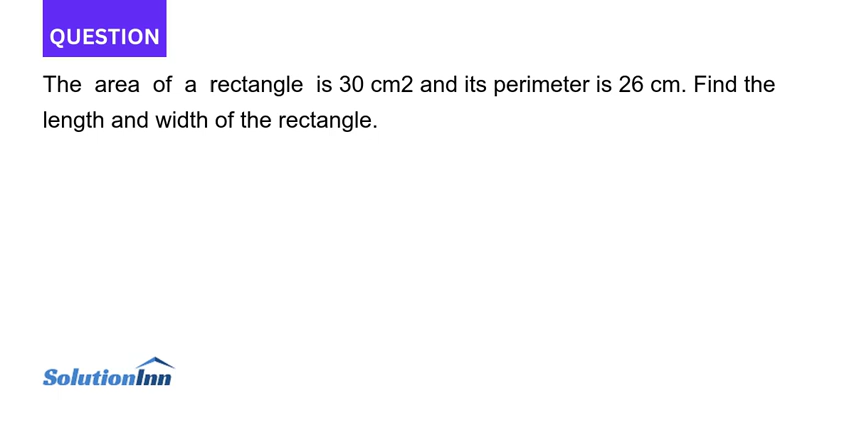 QUESTION
The area of a rectangle is 30 cm2 and its perimeter is 26 cm. Find the
length and width of the rectangle.
SolutionInn